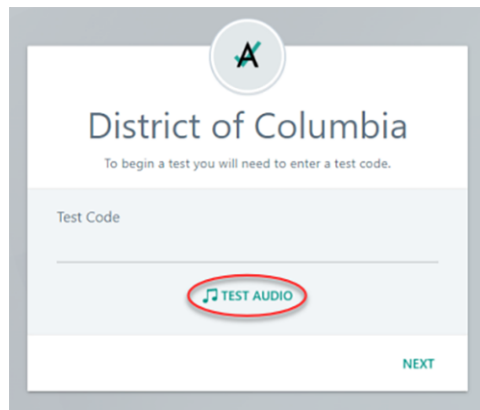 District of Columbia
To begin a test you will need to enter a test code.
Test Code
TEST AUDIO
NEXT